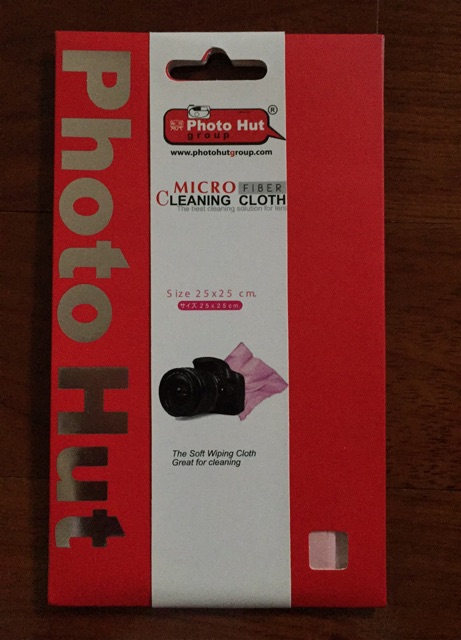 Photo Hut
Photo Hut
group
®
www.photohutgroup.com
MICRO FIBER
CLEANING CLOTH
The best cleaning solution for lens
Size 25x25 cm.
サイズ 25x25cm.
The Soft Wiping Cloth
Great for cleaning